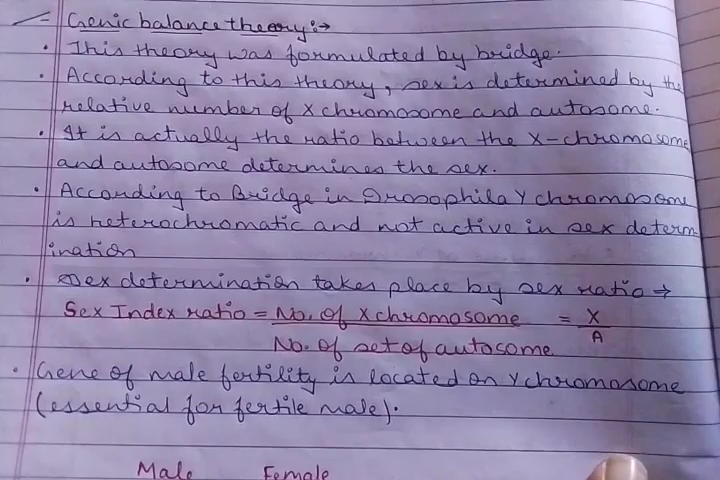 = Genic balance theory :→
• This theory was formulated by bridge.
• According to this theory, sex is determined by the
relative number of X chromosome and autosome.
• It is actually the ratio between the X-chromosome
and autosome determines the sex.
• According to Bridge in Drosophila Y chromosome
is heterochromatic and not active in sex determ-
ination
• Sex determination takes place by sex ratio →
Sex Index ratio = No. of X chromosome / No. of set of autosome = X / A
• Gene of male fertility is located on Y chromosome
(essential for fertile male).
Male Female